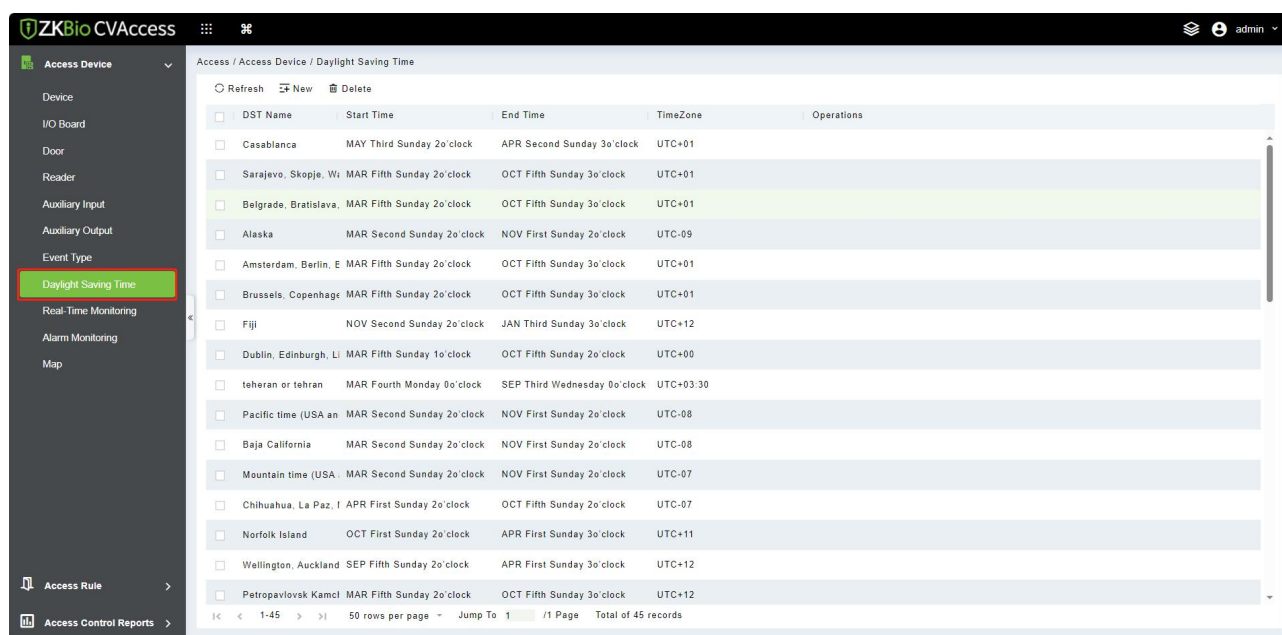 ZKBio CVAccess
admin
Access Device
Device
I/O Board
Door
Reader
Auxiliary Input
Auxiliary Output
Event Type
Daylight Saving Time
Real-Time Monitoring
Alarm Monitoring
Map
Access Rule
Access Control Reports
Access / Access Device / Daylight Saving Time
Refresh New Delete
DST Name Start Time End Time TimeZone Operations
Casablanca MAY Third Sunday 2o'clock APR Second Sunday 3o'clock UTC+01
Sarajevo, Skopje, MAR Fifth Sunday 2o'clock OCT Fifth Sunday 3o'clock UTC+01
Belgrade, Bratislava, MAR Fifth Sunday 2o'clock OCT Fifth Sunday 3o'clock UTC+01
Alaska MAR Second Sunday 2o'clock NOV First Sunday 2o'clock UTC-09
Amsterdam, Berlin, MAR Fifth Sunday 2o'clock OCT Fifth Sunday 3o'clock UTC+01
Brussels, Copenhage MAR Fifth Sunday 2o'clock OCT Fifth Sunday 3o'clock UTC+01
Fiji NOV Second Sunday 2o'clock JAN Third Sunday 3o'clock UTC+12
Dublin, Edinburgh, Li MAR Fifth Sunday 1o'clock OCT Fifth Sunday 2o'clock UTC+00
teheran or tehran MAR Fourth Monday 0o'clock SEP Third Wednesday 0o'clock UTC+03:30
Pacific time (USA an MAR Second Sunday 2o'clock NOV First Sunday 2o'clock UTC-08
Baja California MAR Second Sunday 2o'clock NOV First Sunday 2o'clock UTC-08
Mountain time (USA MAR Second Sunday 2o'clock NOV First Sunday 2o'clock UTC-07
Chihuahua, La Paz, APR First Sunday 2o'clock OCT Fifth Sunday 2o'clock UTC-07
Norfolk Island OCT First Sunday 2o'clock APR First Sunday 3o'clock UTC+11
Wellington, Auckland SEP Fifth Sunday 2o'clock APR First Sunday 3o'clock UTC+12
Petropavlovsk Kamcl MAR Fifth Sunday 2o'clock OCT Fifth Sunday 3o'clock UTC+12
1-45 50 rows per page Jump To 1 /1 Page Total of 45 records